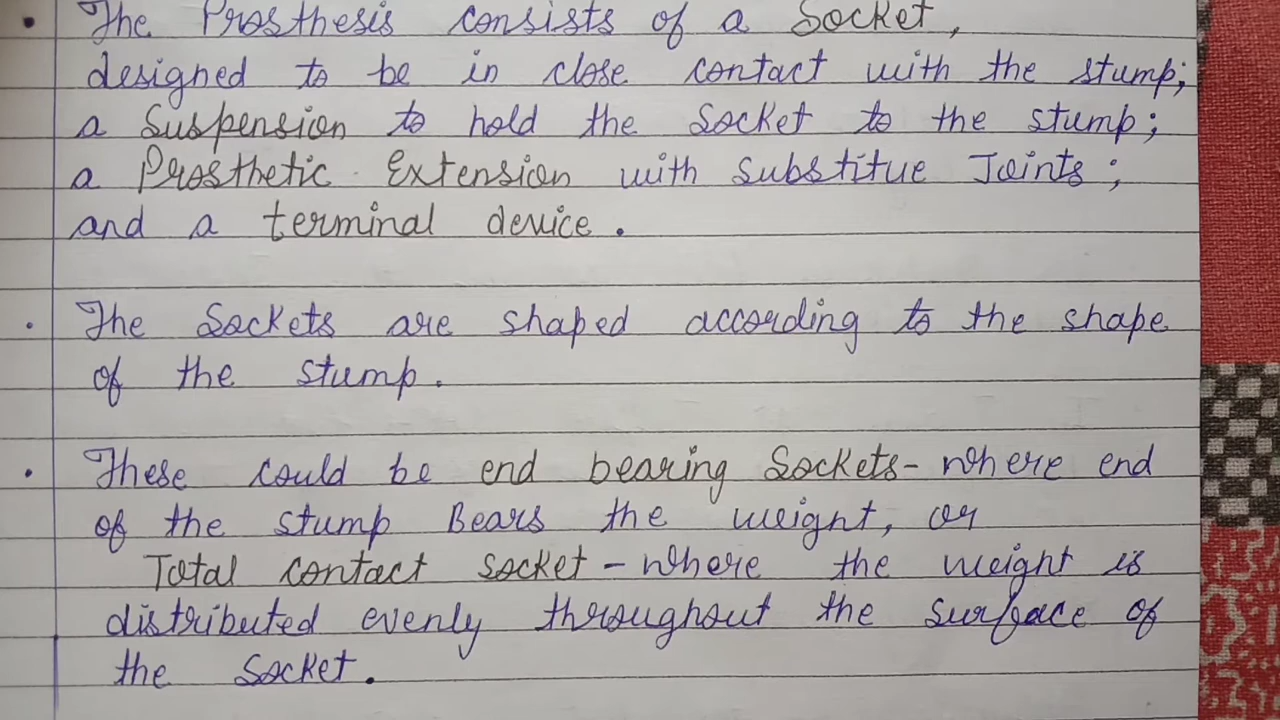 • The Prosthesis consists of a Socket,
designed to be in close contact with the stump;
a Suspension to hold the Socket to the stump;
a Prosthetic Extension with substitue Joints;
and a terminal device.
• The Sockets are shaped according to the shape
of the stump.
• These could be end bearing Sockets- where end
of the stump Bears the weight, or
Total contact socket - where the weight is
distributed evenly throughout the surface of
the Socket.